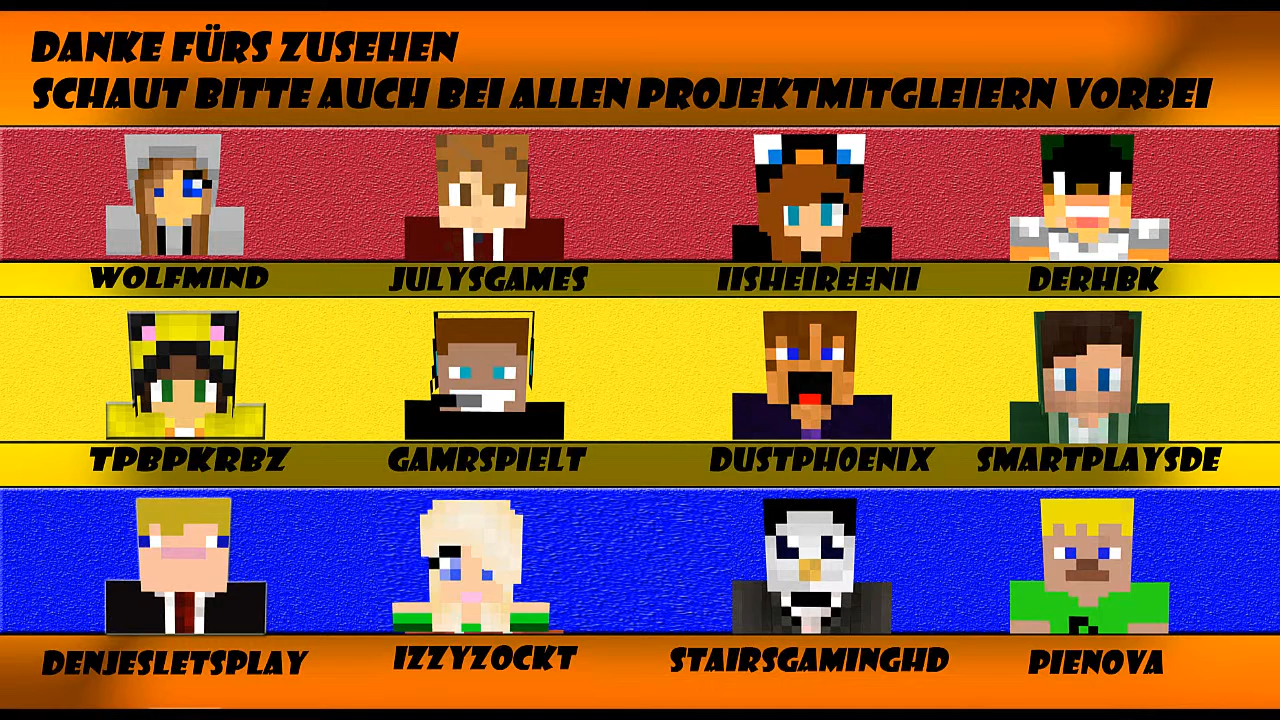 DANKE FÜRS ZUSEHEN
SCHAUT BITTE AUCH BEI ALLEN PROJEKTMITGLEIERN VORBEI
WOLFMIND JULYSGAMES IISHEIREENII DERHBK
TPBPKRBZ GAMRSPIELT DUSTPHOENIX SMARTPLAYSDE
DENJESLETSPLAY IZZYZOCKT STAIRSGAMINGHD PIENOVA